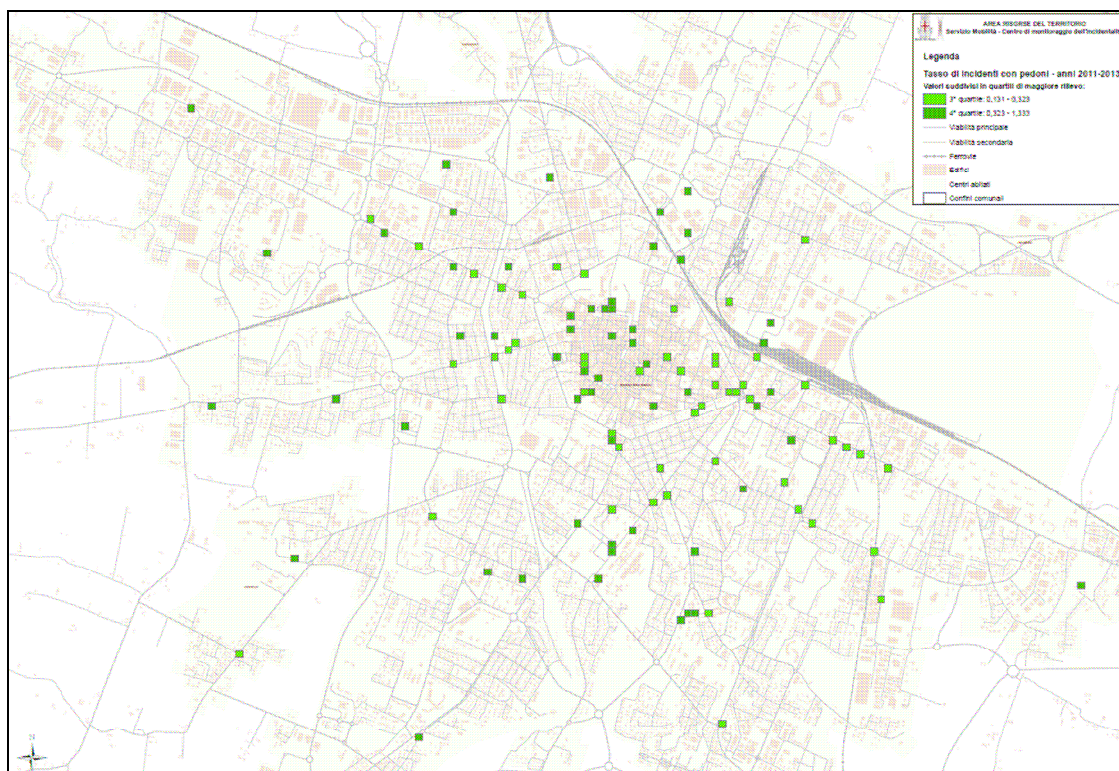 AREA RISORSE DEL TERRITORIO
Servizio Mobilità - Centro di monitoraggio dell'incidentalità
Legenda
Tasso di incidenti con pedoni - anni 2011-2013
Valori suddivisi in quartili di maggiore rilievo:
3° quartile: 0,131 - 0,323
4° quartile: 0,323 - 1,333
Viabilità principale
Viabilità secondaria
Ferrovie
Edifici
Centri abitati
Confini comunali
N